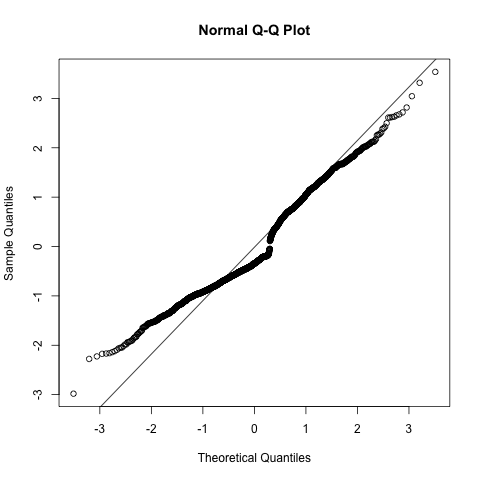 Normal Q-Q Plot
3
2
1
0
-1
-2
-3
Sample Quantiles
-3 -2 -1 0 1 2 3
Theoretical Quantiles